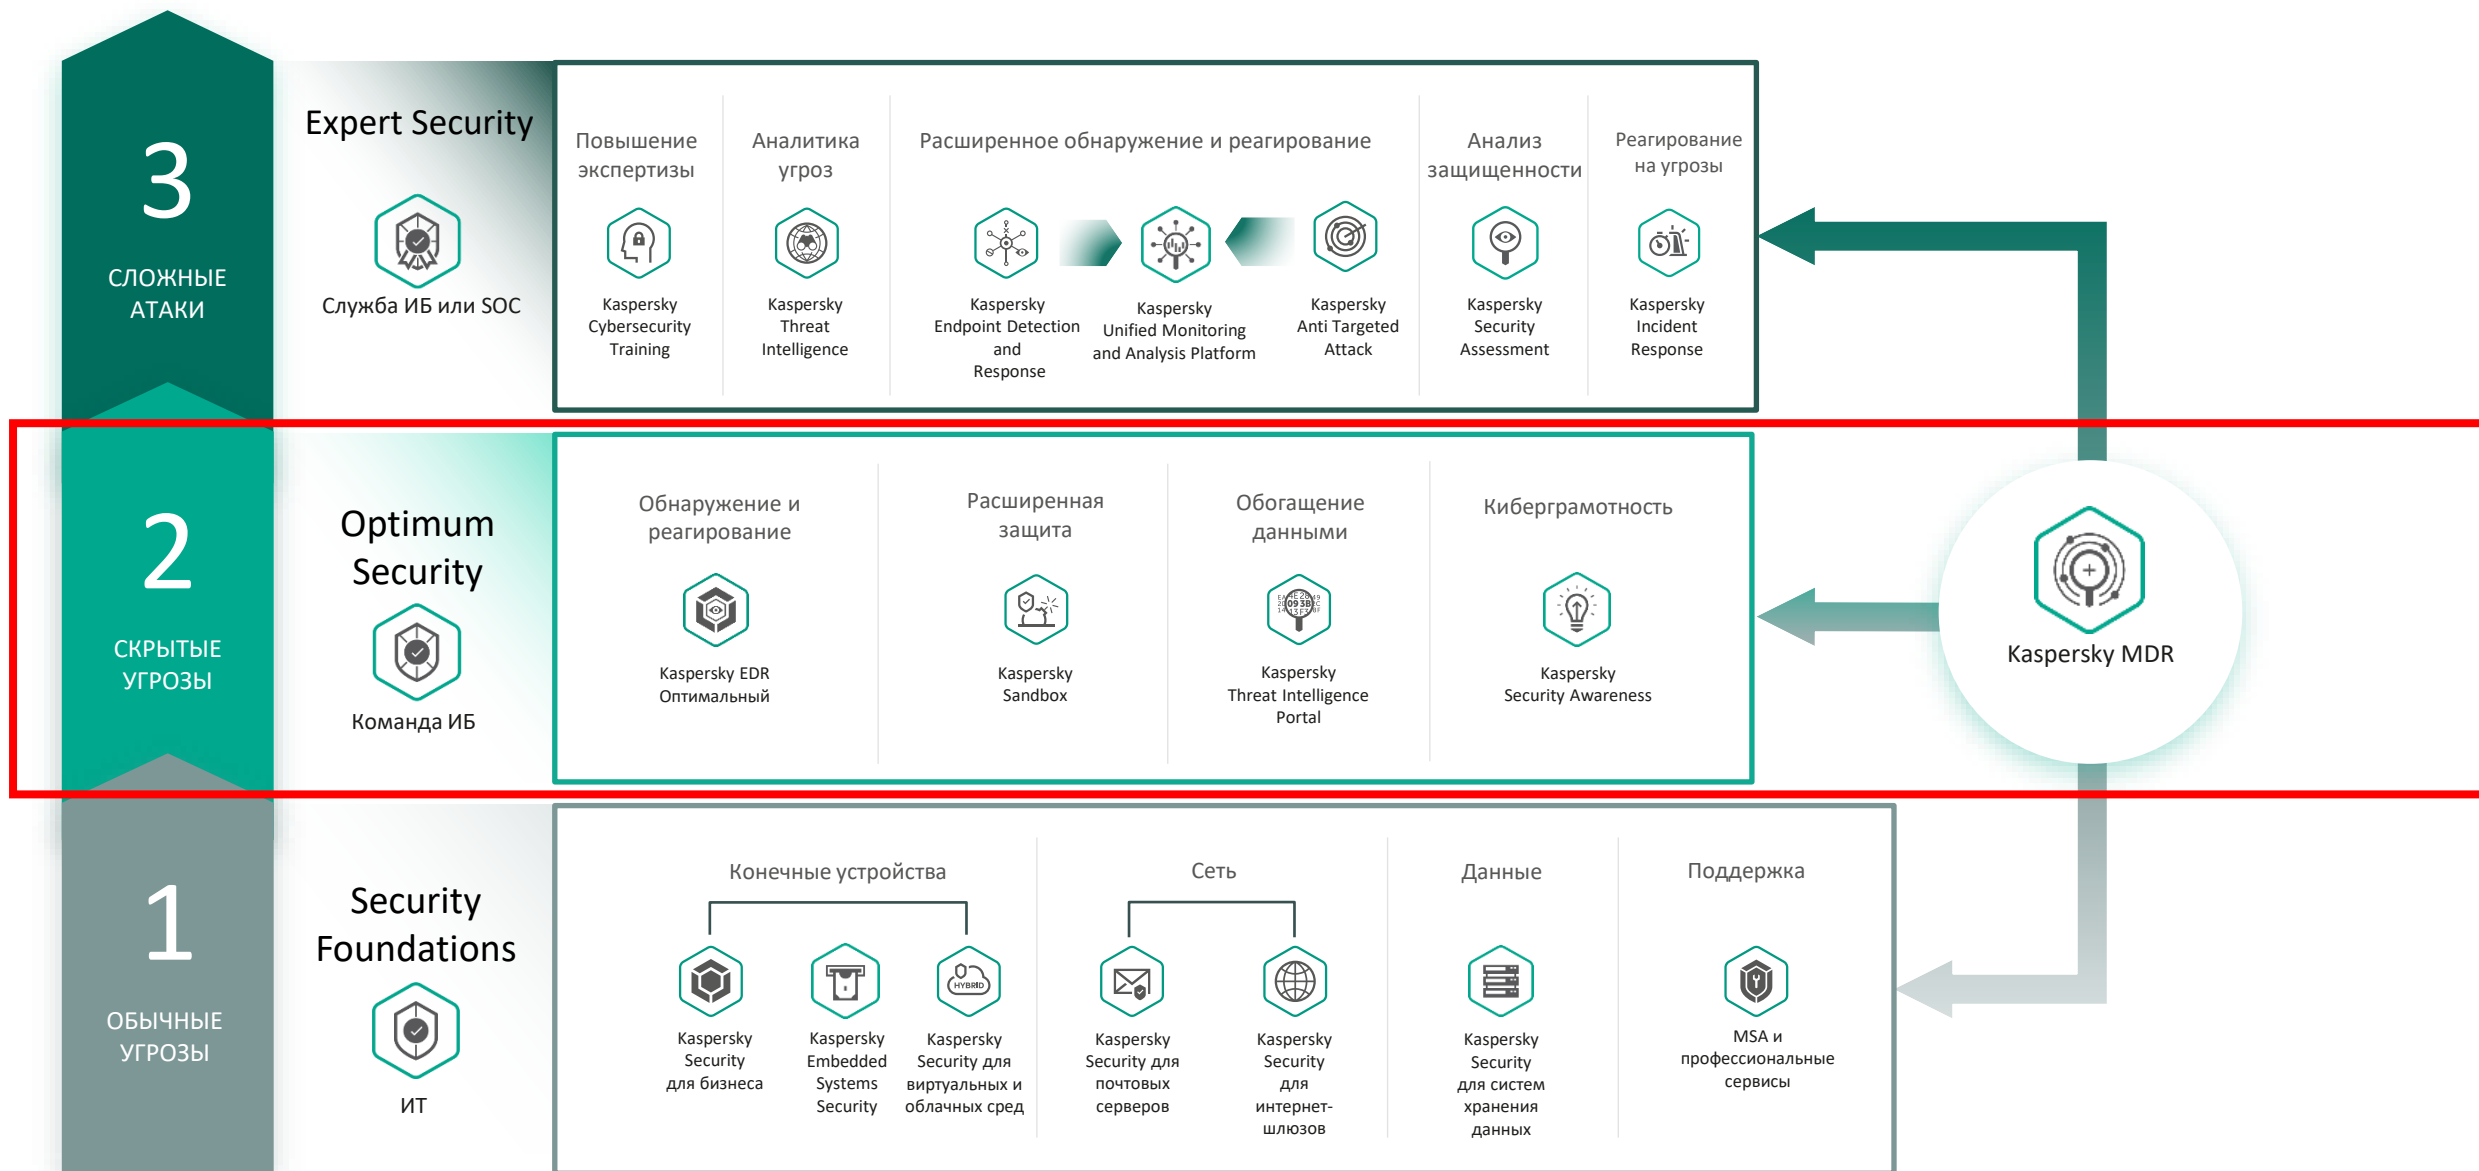 3
СЛОЖНЫЕ
АТАКИ
Expert Security
Служба ИБ или SOC
Повышение
экспертизы
Kaspersky
Cybersecurity
Training
Аналитика
угроз
Kaspersky
Threat
Intelligence
Расширенное обнаружение и реагирование
Kaspersky
Endpoint Detection
and
Response
Kaspersky
Unified Monitoring
and Analysis Platform
Kaspersky
Anti Targeted
Attack
Анализ
защищенности
Kaspersky
Security
Assessment
Реагирование
на угрозы
Kaspersky
Incident
Response
2
СКРЫТЫЕ
УГРОЗЫ
Optimum
Security
Команда ИБ
Обнаружение и
реагирование
Kaspersky EDR
Оптимальный
Расширенная
защита
Kaspersky
Sandbox
Обогащение
данными
093B
Kaspersky
Threat Intelligence
Portal
Киберграмотность
Kaspersky
Security Awareness
Kaspersky MDR
1
ОБЫЧНЫЕ
УГРОЗЫ
Security
Foundations
ИТ
Конечные устройства
Kaspersky
Security
для бизнеса
Kaspersky
Embedded
Systems
Security
HYBRID
Kaspersky
Security для
виртуальных и
облачных сред
Сеть
Kaspersky
Security для
почтовых
серверов
Kaspersky
Security
для
интернет-
шлюзов
Данные
Kaspersky
Security
для систем
хранения
данных
Поддержка
MSA и
профессиональные
сервисы